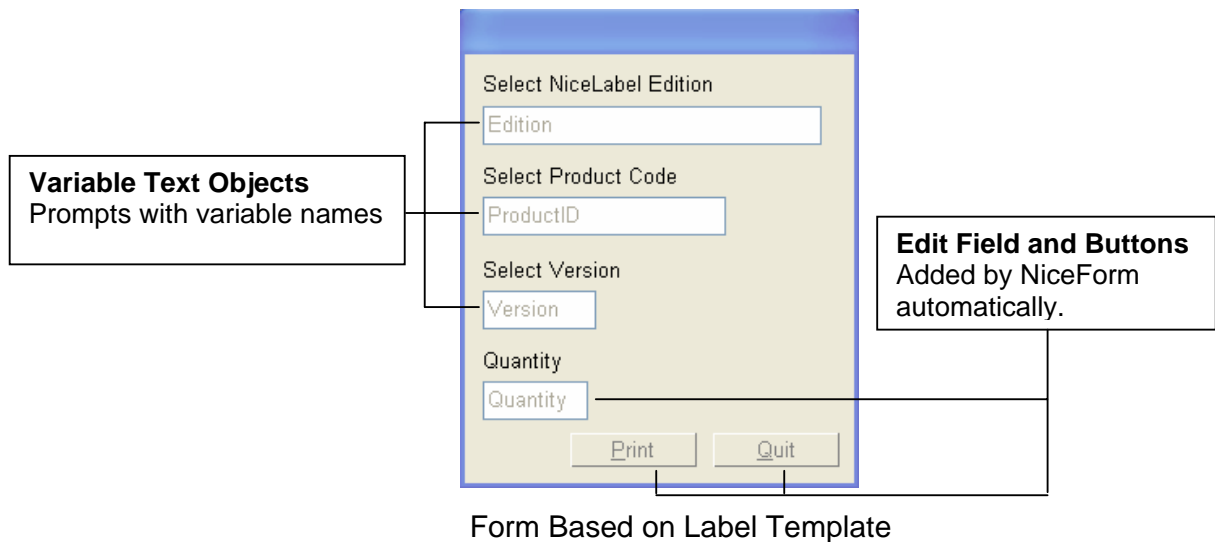 Select NiceLabel Edition
Edition
Variable Text Objects
Prompts with variable names
Select Product Code
ProductID
Select Version
Version
Edit Field and Buttons
Added by NiceForm
automatically.
Quantity
Quantity
Print
Quit
Form Based on Label Template